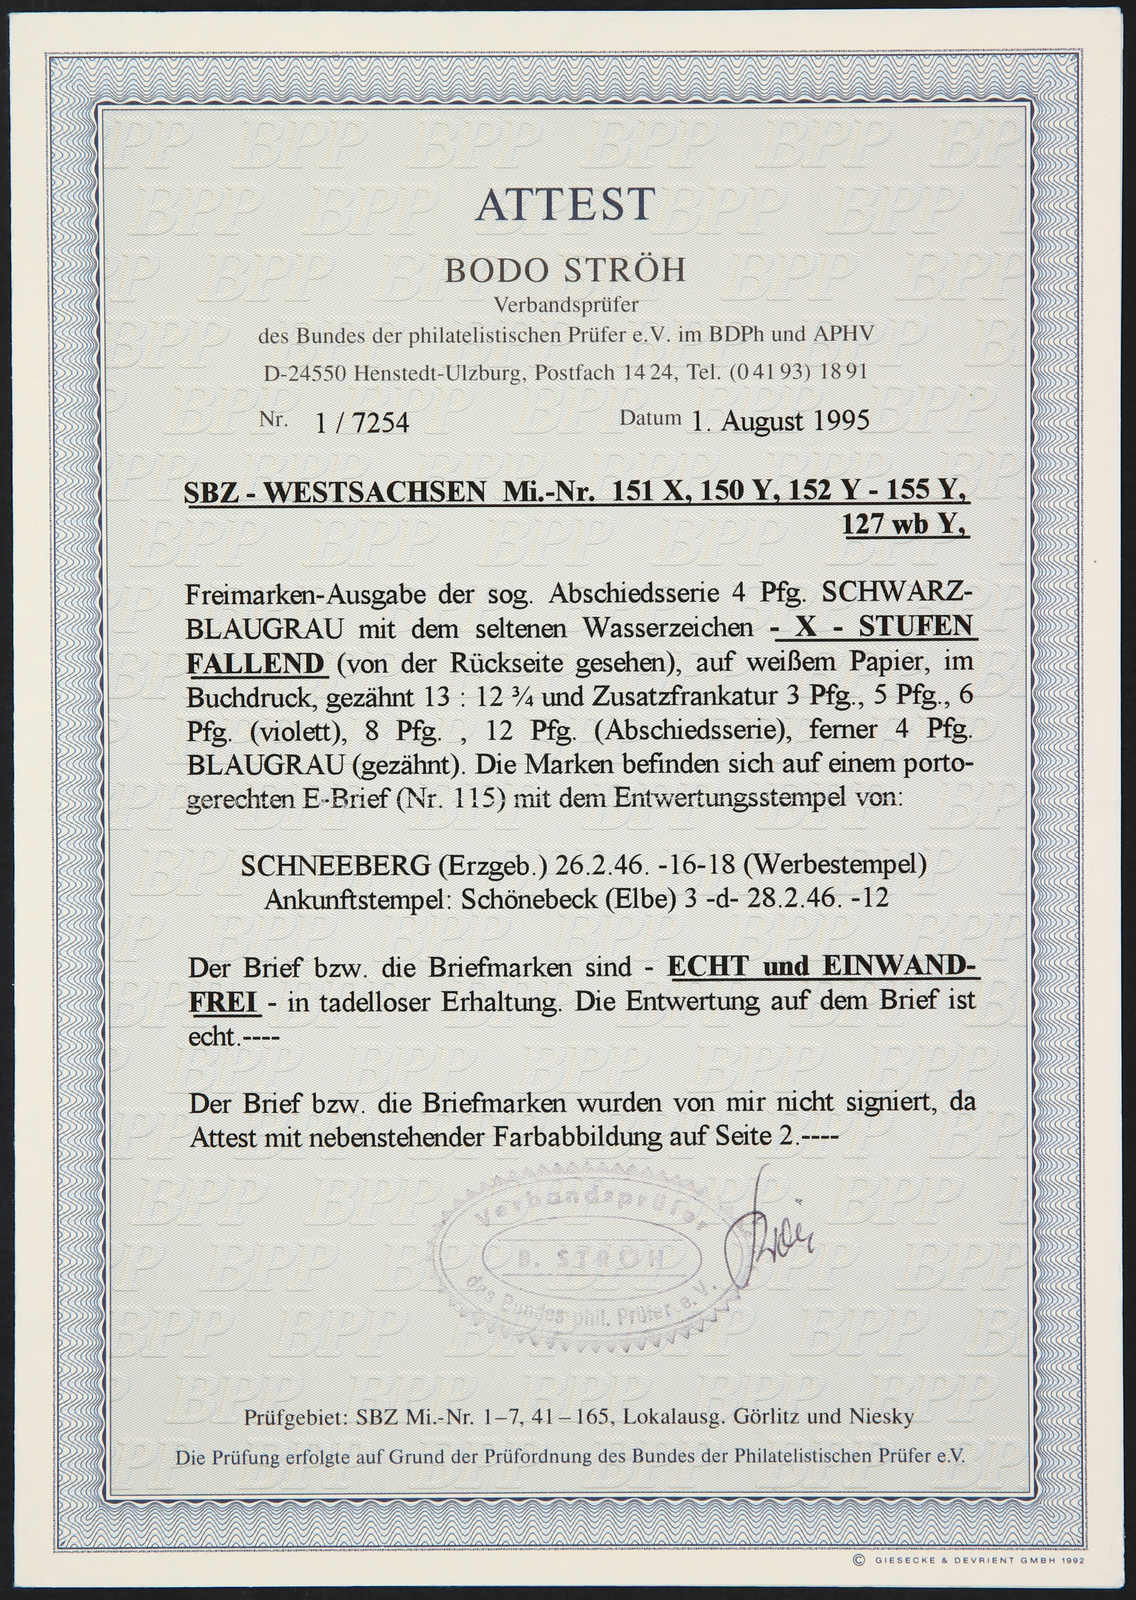 ATTEST
BODO STRÖH
Verbandsprüfer
des Bundes der philatelistischen Prüfer e.V. im BDPh und APHV
D-24550 Henstedt-Ulzburg, Postfach 14 24, Tel. (0 41 93) 18 91
Nr. 1 / 7254 Datum 1. August 1995
SBZ - WESTSACHSEN Mi.-Nr. 151 X, 150 Y, 152 Y - 155 Y,
127 wb Y,
Freimarken-Ausgabe der sog. Abschiedsserie 4 Pfg. SCHWARZ-
BLAUGRAU mit dem seltenen Wasserzeichen - X - STUFEN
FALLEND (von der Rückseite gesehen), auf weißem Papier, im
Buchdruck, gezähnt 13 : 12 ¾ und Zusatzfrankatur 3 Pfg., 5 Pfg., 6
Pfg. (violett), 8 Pfg. , 12 Pfg. (Abschiedsserie), ferner 4 Pfg.
BLAUGRAU (gezähnt). Die Marken befinden sich auf einem porto-
gerechten E-Brief (Nr. 115) mit dem Entwertungsstempel von:
SCHNEEBERG (Erzgeb.) 26.2.46. -16-18 (Werbestempel)
Ankunftstempel: Schönebeck (Elbe) 3 -d- 28.2.46. -12
Der Brief bzw. die Briefmarken sind - ECHT und EINWAND-
FREI - in tadelloser Erhaltung. Die Entwertung auf dem Brief ist
echt.----
Der Brief bzw. die Briefmarken wurden von mir nicht signiert, da
Attest mit nebenstehender Farbabbildung auf Seite 2.----
Verbandsprüfer
B. STRÖH
des Bundes phil. Prüfer e.V.
Prüfgebiet: SBZ Mi.-Nr. 1–7, 41–165, Lokalausg. Görlitz und Niesky
Die Prüfung erfolgte auf Grund der Prüfordnung des Bundes der Philatelistischen Prüfer e.V.
© GIESECKE & DEVRIENT GMBH 1992